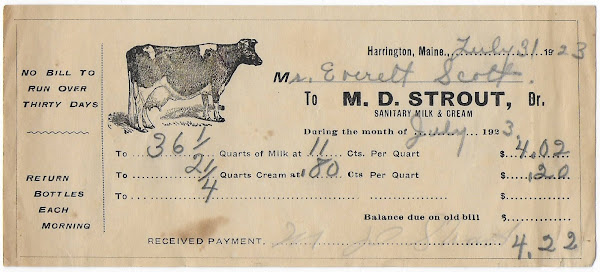 NO BILL TO
RUN OVER
THIRTY DAYS
RETURN
BOTTLES
EACH
MORNING
Harrington, Maine, July 31 1923
Mr. Everett Scott.
To M. D. STROUT, Dr.
SANITARY MILK & CREAM
During the month of July 1923
To 36 1/2 Quarts of Milk at 11 Cts. Per Quart $ 4.02
To 1/4 Quarts Cream at .80 Cts. Per Quart $ .20
To $
Balance due on old bill $
RECEIVED PAYMENT, 4.22